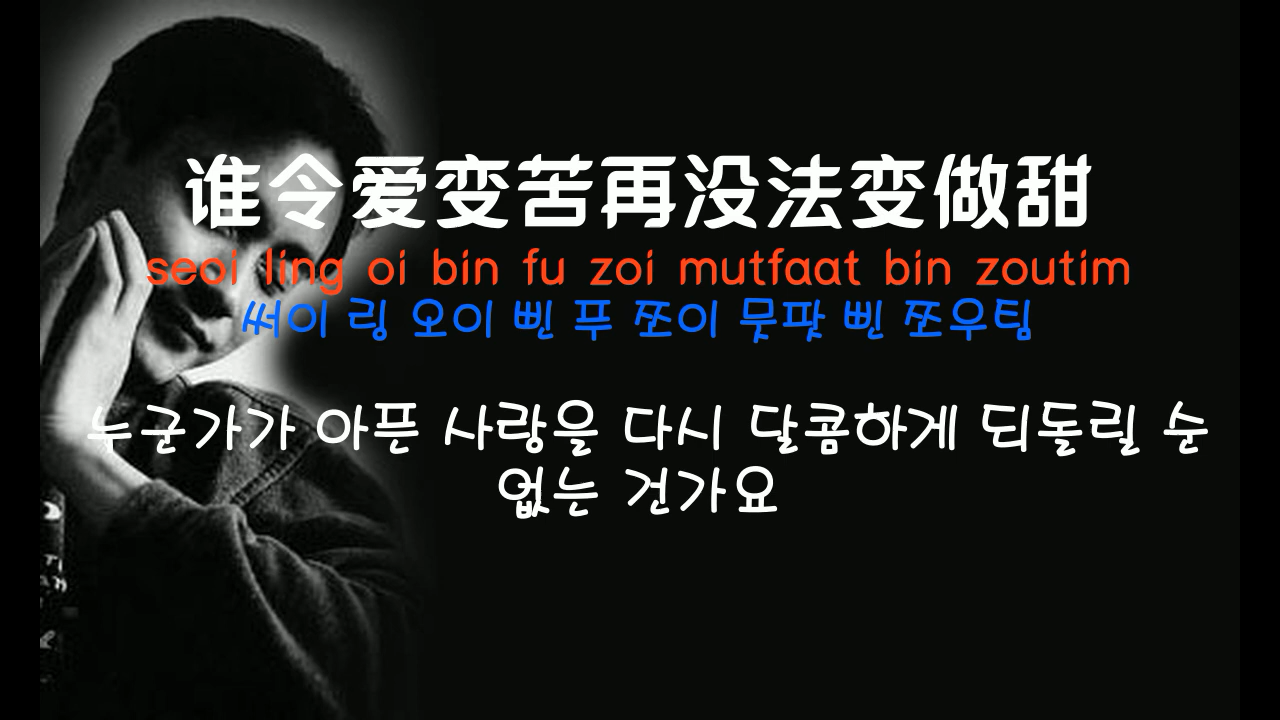 谁令爱变苦再没法变做甜
seoi ling oi bin fu zoi mutfaat bin zoutim
써이 링 오이 삔 푸 쪼이 뭇팟 삔 쪼우팀
누군가가 아픈 사랑을 다시 달콤하게 되돌릴 순
없는 건가요